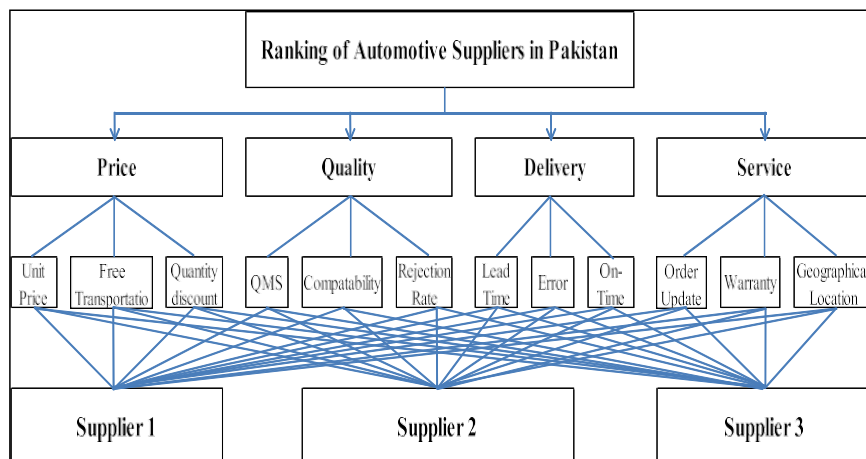 Ranking of Automotive Suppliers in Pakistan
Price
Quality
Delivery
Service
Unit
Price
Free
Transportatio
Quantity
discount
QMS
Compatability
Rejection
Rate
Lead
Time
Error
On-
Time
Order
Update
Warranty
Geographical
Location
Supplier 1
Supplier 2
Supplier 3